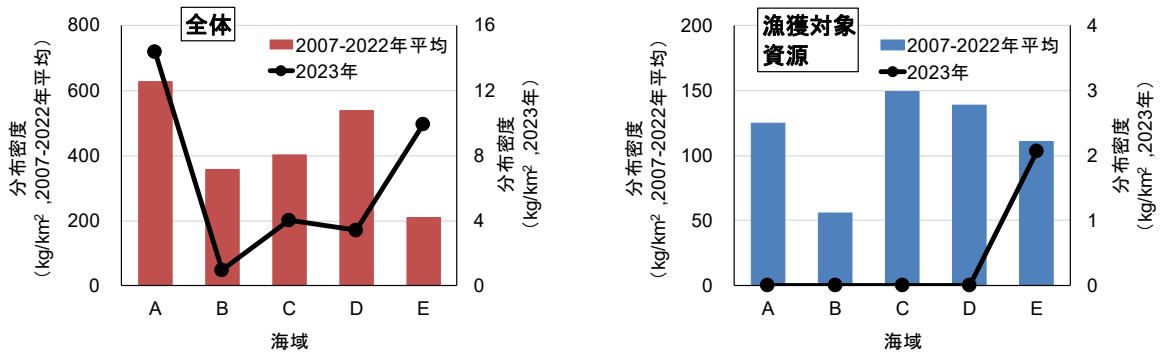 全体
2007-2022年平均
2023年
分布密度
(kg/km²,2007-2022年平均)
800
600
400
200
0
16
12
8
4
0
分布密度
(kg/km²,2023年)
A B C D E
海域
漁獲対象
資源
2007-2022年平均
2023年
分布密度
(kg/km²,2007-2022年平均)
200
150
100
50
0
4
3
2
1
0
分布密度
(kg/km²,2023年)
A B C D E
海域